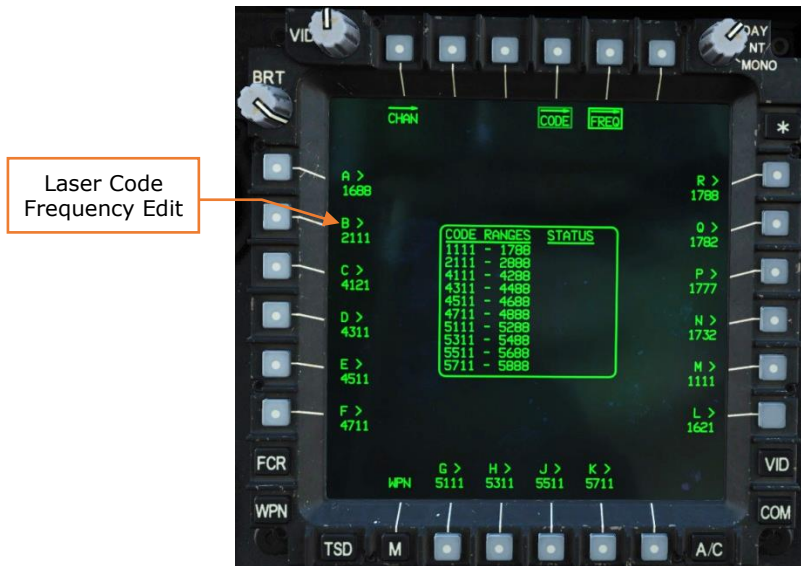 VID
DAY
NT
MONO
BRT
*
CHAN
CODE
FREQ
Laser Code
Frequency Edit
A >
1688
B >
2111
C >
4121
D >
4311
E >
4511
F >
4711
CODE RANGES STATUS
1111 - 1788
2111 - 2888
4111 - 4288
4311 - 4488
4511 - 4688
4711 - 4888
5111 - 5288
5311 - 5488
5511 - 5688
5711 - 5888
R >
1788
Q >
1782
P >
1777
N >
1732
M >
1111
L >
1621
WPN
G >
5111
H >
5311
J >
5511
K >
5711
FCR
WPN
VID
COM
TSD
M
A/C